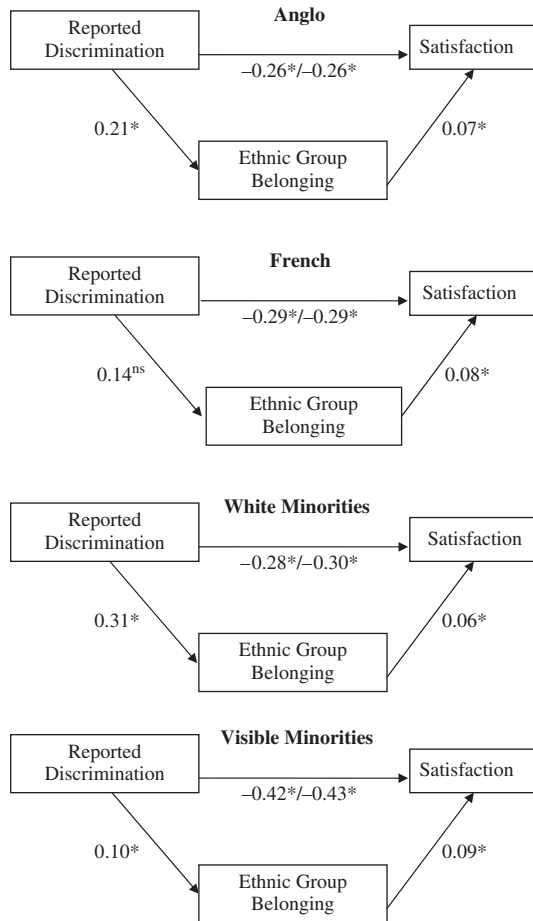 Anglo
Reported
Discrimination
Satisfaction
–0.26*/–0.26*
0.21*
0.07*
Ethnic Group
Belonging
French
Reported
Discrimination
Satisfaction
–0.29*/–0.29*
0.14ns
0.08*
Ethnic Group
Belonging
White Minorities
Reported
Discrimination
Satisfaction
–0.28*/–0.30*
0.31*
0.06*
Ethnic Group
Belonging
Visible Minorities
Reported
Discrimination
Satisfaction
–0.42*/–0.43*
0.10*
0.09*
Ethnic Group
Belonging